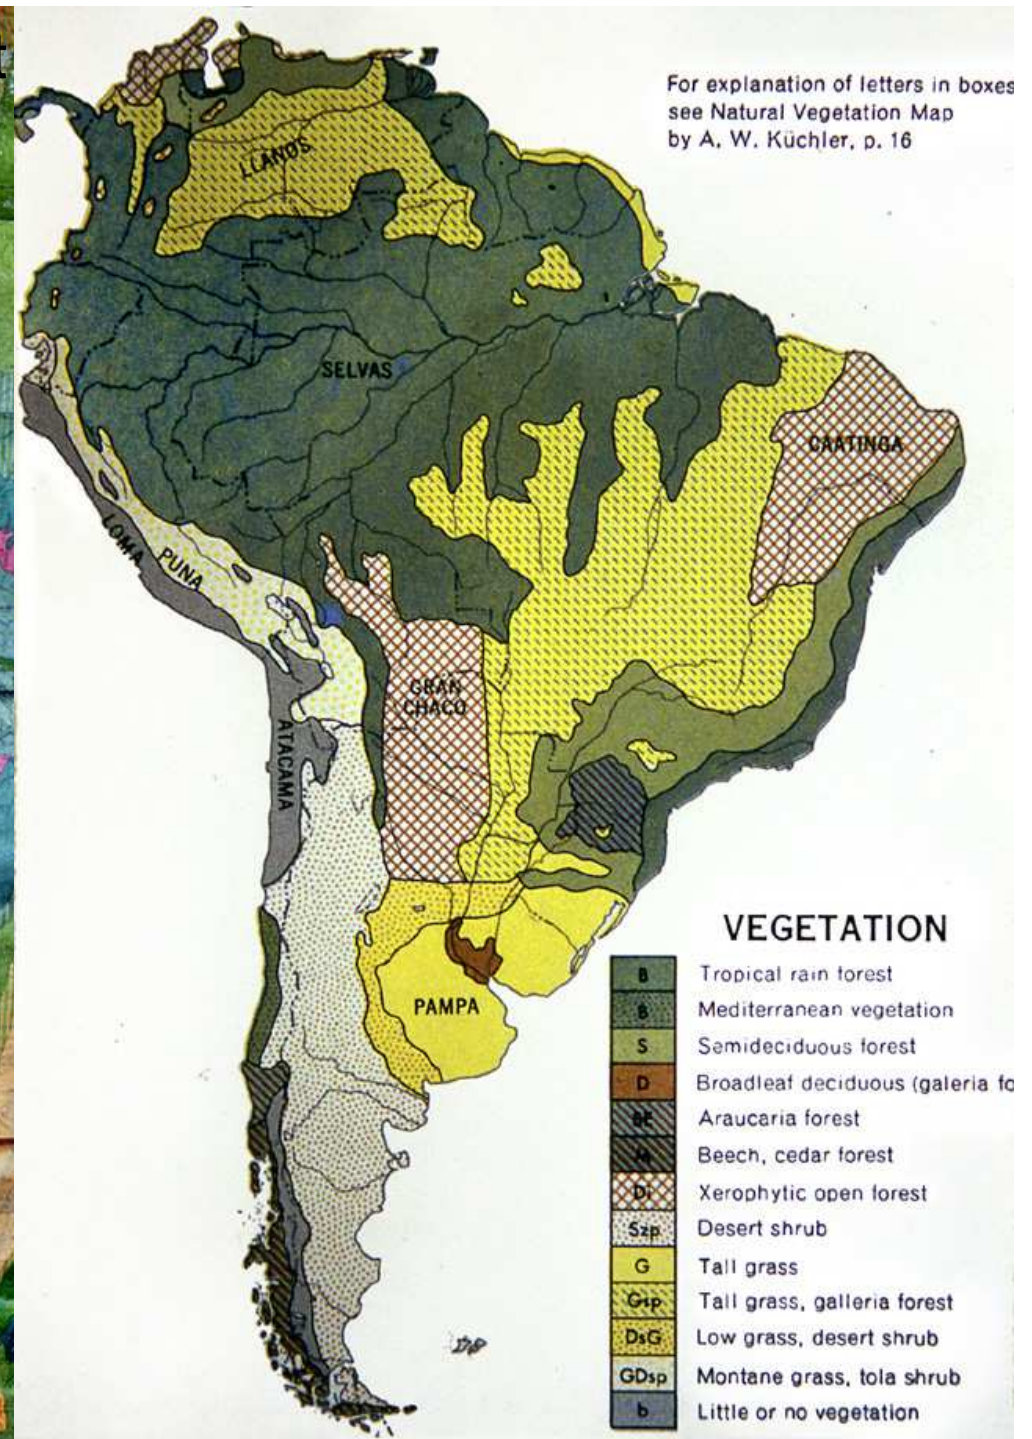 For explanation of letters in boxes
see Natural Vegetation Map
by A. W. Küchler, p. 16
LLANOS
SELVAS
CAATINGA
LOMA
PUNA
GRAN
CHACO
ATACAMA
PAMPA
VEGETATION
B Tropical rain forest
B Mediterranean vegetation
S Semideciduous forest
D Broadleaf deciduous (galeria fo
BE Araucaria forest
M Beech, cedar forest
Di Xerophytic open forest
Szp Desert shrub
G Tall grass
Gsp Tall grass, galleria forest
DsG Low grass, desert shrub
GDsp Montane grass, tola shrub
b Little or no vegetation